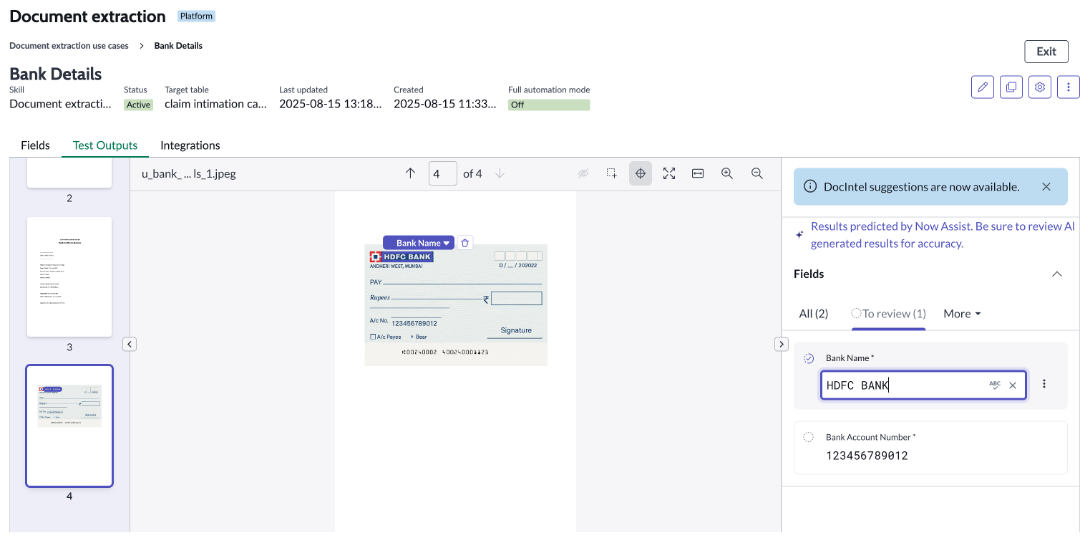 Document extraction Platform
Document extraction use cases > Bank Details
Exit
Bank Details
Skill Status Target table Last updated Created Full automation mode
Document extracti... Active claim intimation ca... 2025-08-15 13:18... 2025-08-15 11:33... Off
Fields Test Outputs Integrations
u_bank_... ls_1.jpeg 4 of 4
2
3
4
Bank Name
HDFC BANK
ANDHERI WEST, MUMBAI
PAY
Rupees ₹
A/c No. 123456789012
A/c Payee
Signature
DocIntel suggestions are now available.
Results predicted by Now Assist. Be sure to review AI
generated results for accuracy.
Fields
All (2) To review (1) More
Bank Name *
HDFC BANK ABC
Bank Account Number *
123456789012